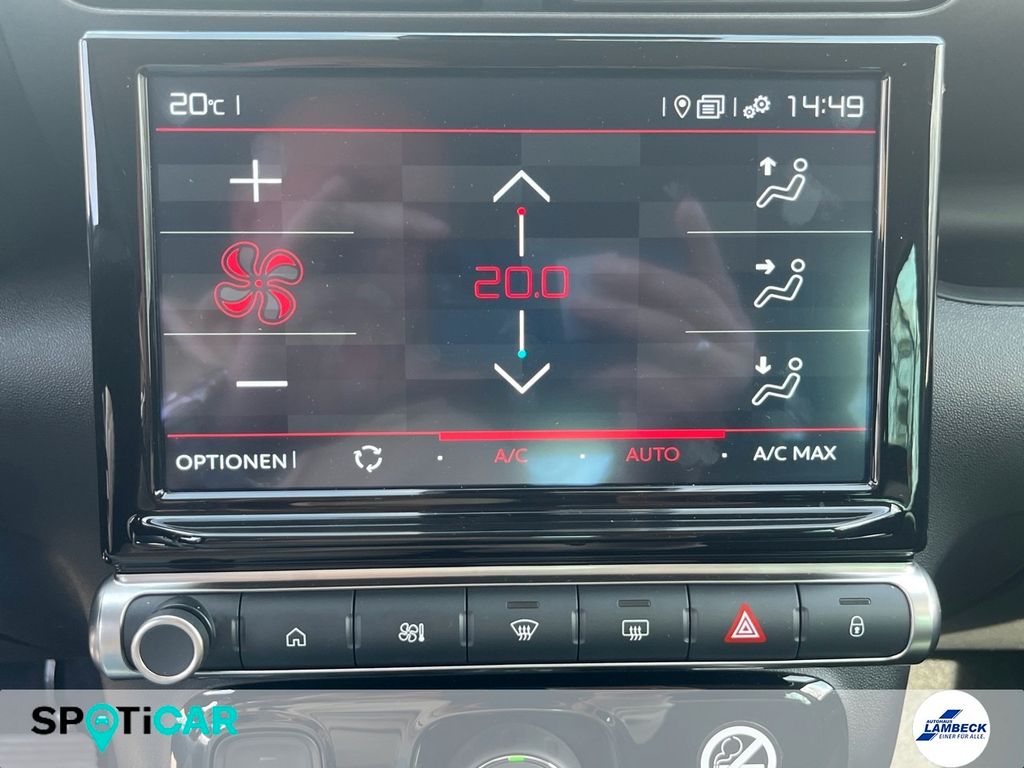 20°C
14:49
20.0
OPTIONEN
A/C
AUTO
A/C MAX
SPOTiCAR
AUTOHAUS
LAMBECK
EINER FÜR ALLE.